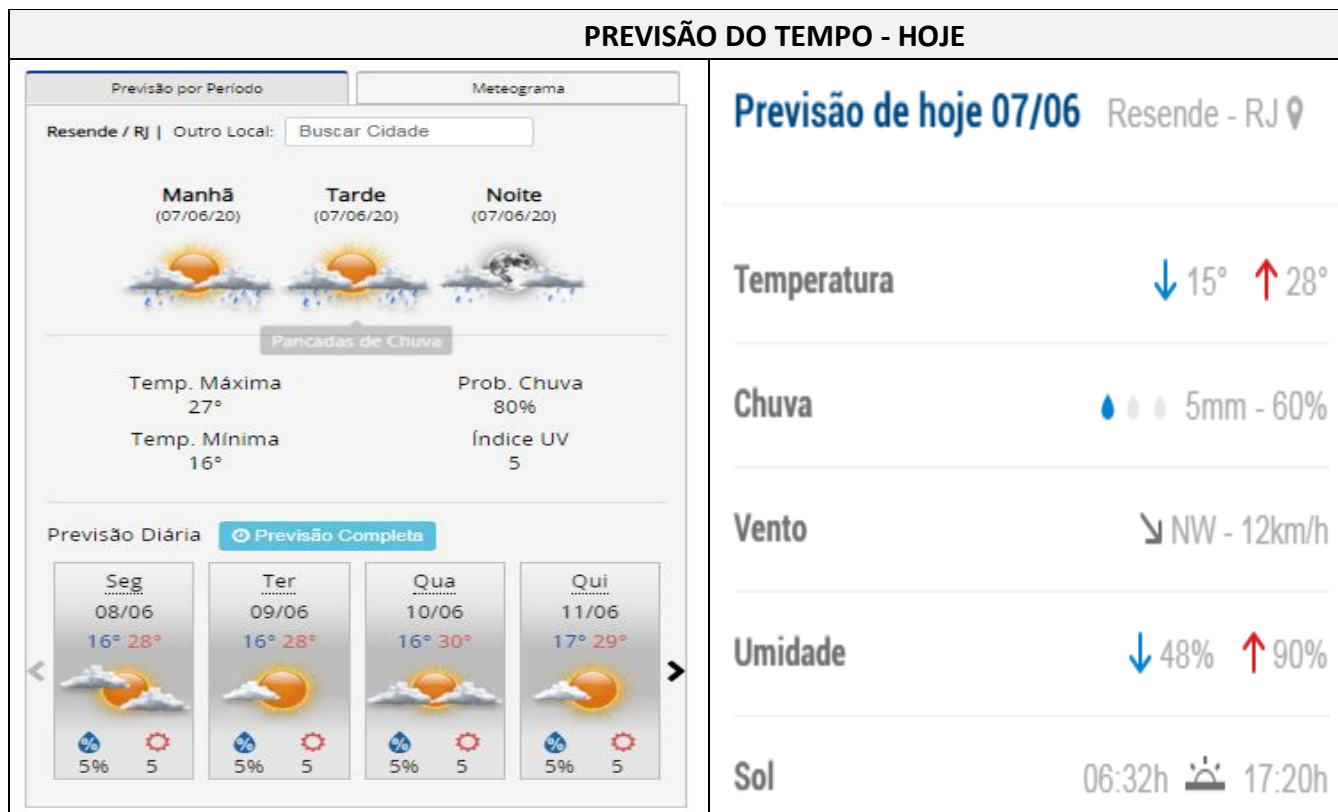 PREVISÃO DO TEMPO - HOJE
Previsão por Período
Meteograma
Resende / RJ | Outro Local: Buscar Cidade
Manhã Tarde Noite
(07/06/20) (07/06/20) (07/06/20)
Pancadas de Chuva
Temp. Máxima Prob. Chuva
27° 80%
Temp. Mínima Índice UV
16° 5
Previsão Diária Previsão Completa
Seg Ter Qua Qui
08/06 09/06 10/06 11/06
16° 28° 16° 28° 16° 30° 17° 29°
< >
% % % %
5% 5 5% 5 5% 5 5% 5
Previsão de hoje 07/06 Resende - RJ
Temperatura 15° 28°
Chuva 5mm - 60%
Vento NW - 12km/h
Umidade 48% 90%
Sol 06:32h 17:20h